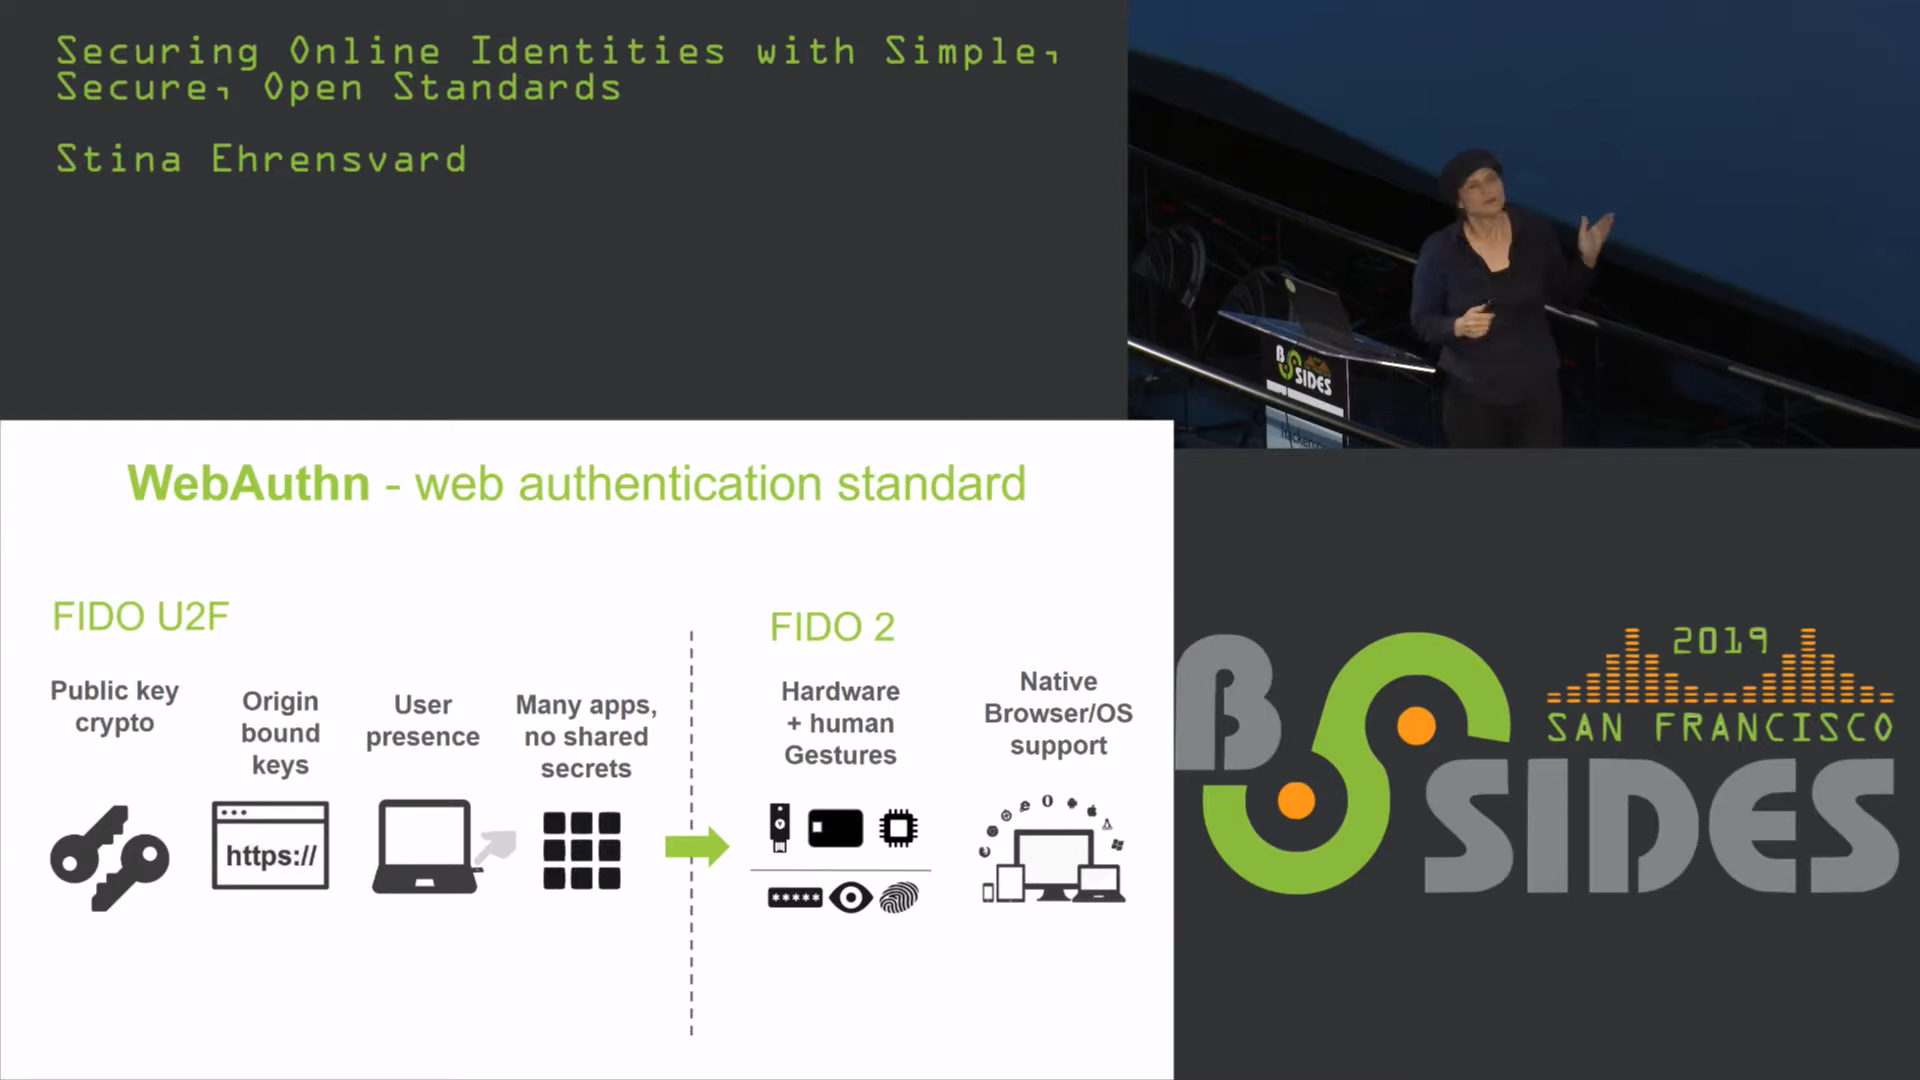 Securing Online Identities with Simple,
Secure, Open Standards
Stina Ehrensvard
B
SIDES
WebAuthn - web authentication standard
FIDO U2F
Public key
crypto
Origin
bound
keys
User
presence
Many apps,
no shared
secrets
https://
FIDO 2
Hardware
+ human
Gestures
Native
Browser/OS
support
*****
2019
SAN FRANCISCO
B
SIDES